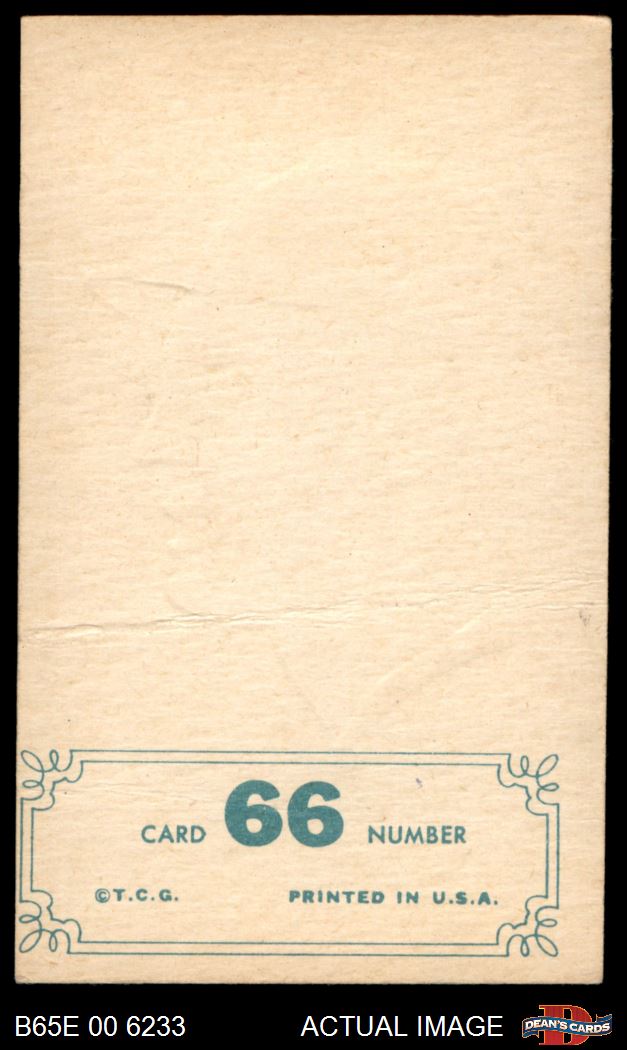 CARD 66 NUMBER
©T.C.G. PRINTED IN U.S.A.
B65E 00 6233 ACTUAL IMAGE D DEAN'S CARDS